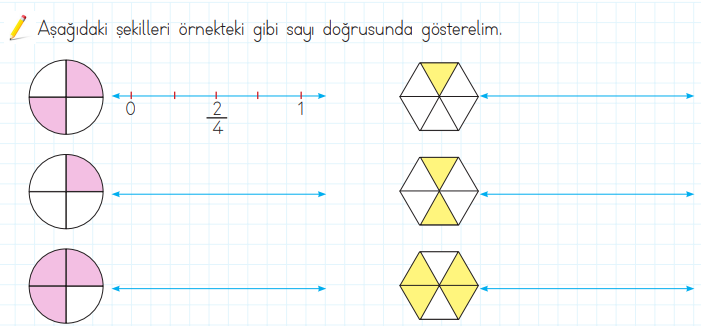 Aşağıdaki şekilleri örnekteki gibi sayı doğrusunda gösterelim.
0 2/4 1